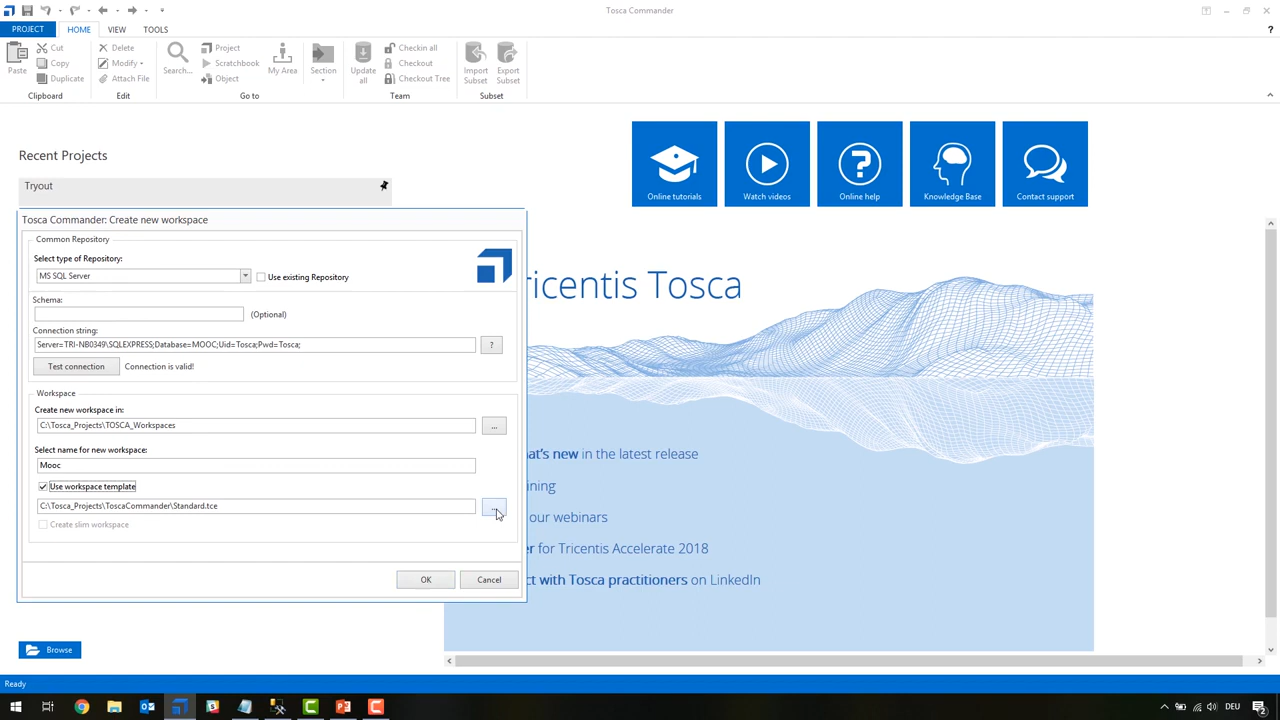 Tosca Commander
PROJECT HOME VIEW TOOLS ?
Paste
Cut
Copy
Duplicate
Clipboard
Delete
Modify
Attach File
Edit
Search...
Project
Scratchbook
Object
My Area
Section
Go to
Update all
Checkin all
Checkout
Checkout Tree
Team
Import Subset
Export Subset
Subset
Recent Projects
Tryout
Online tutorials
Watch videos
?
Online help
Knowledge Base
Contact support
Tosca Commander: Create new workspace
Common Repository
Select type of Repository:
MS SQL Server
Use existing Repository
Schema:
(Optional)
Connection string:
Server=TRI-NB0349\SQLEXPRESS;Database=MOOC;Uid=Tosca;Pwd=Tosca;
?
Test connection
Connection is valid!
Workspace
Create new workspace in:
C:\Tosca_Projects\TOSCA_Workspaces
...
Select name for new workspace:
Mooc
Use workspace template
C:\Tosca_Projects\ToscaCommander\Standard.tce
...
Create slim workspace
OK
Cancel
ricentis Tosca
at's new in the latest release
ining
our webinars
er for Tricentis Accelerate 2018
ct with Tosca practitioners on LinkedIn
Browse
Ready
DEU
2